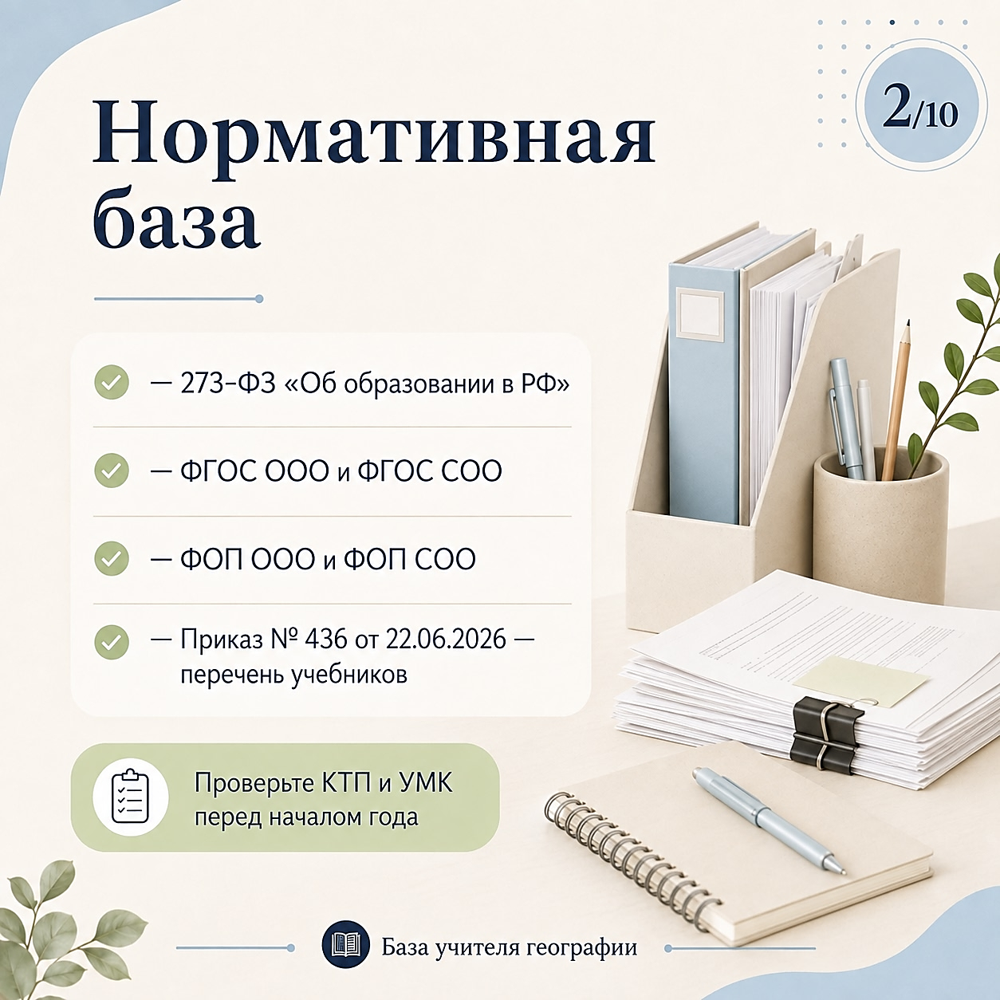 2/10
Нормативная
база
— 273-ФЗ «Об образовании в РФ»
— ФГОС ООО и ФГОС СОО
— ФОП ООО и ФОП СОО
— Приказ № 436 от 22.06.2026 —
перечень учебников
Проверьте КТП и УМК
перед началом года
База учителя географии